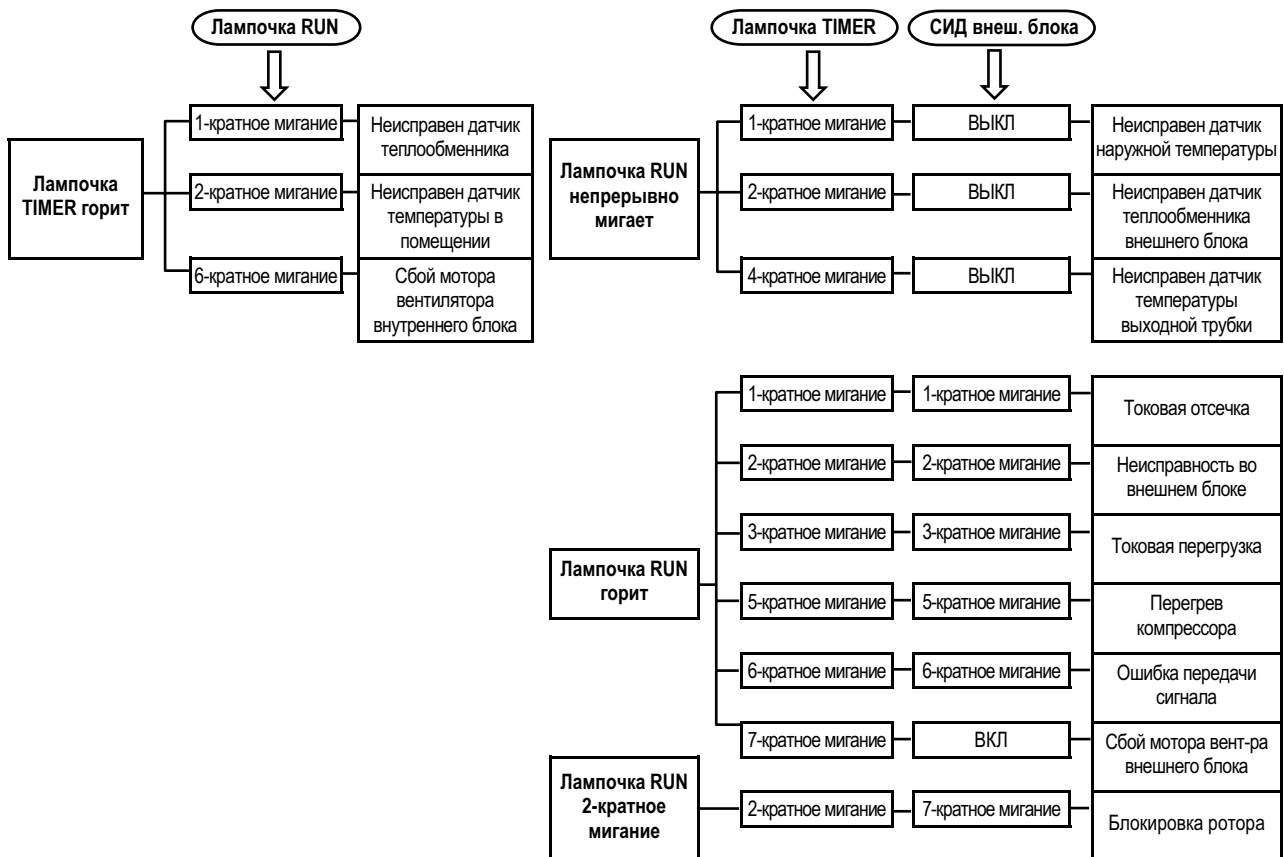 Лампочка RUN
1-кратное мигание
Неисправен датчик
теплообменника
Лампочка
TIMER горит
2-кратное мигание
Неисправен датчик
температуры в
помещении
6-кратное мигание
Сбой мотора
вентилятора
внутреннего блока
Лампочка TIMER
СИД внеш. блока
1-кратное мигание
ВЫКЛ
Неисправен датчик
наружной температуры
Лампочка RUN
непрерывно
мигает
2-кратное мигание
ВЫКЛ
Неисправен датчик
теплообменника
внешнего блока
4-кратное мигание
ВЫКЛ
Неисправен датчик
температуры
выходной трубки
1-кратное мигание
1-кратное мигание
Токовая отсечка
2-кратное мигание
2-кратное мигание
Неисправность во
внешнем блоке
3-кратное мигание
3-кратное мигание
Токовая перегрузка
Лампочка RUN
горит
5-кратное мигание
5-кратное мигание
Перегрев
компрессора
6-кратное мигание
6-кратное мигание
Ошибка передачи
сигнала
7-кратное мигание
ВКЛ
Сбой мотора вент-ра
внешнего блока
Лампочка RUN
2-кратное
мигание
2-кратное мигание
7-кратное мигание
Блокировка ротора